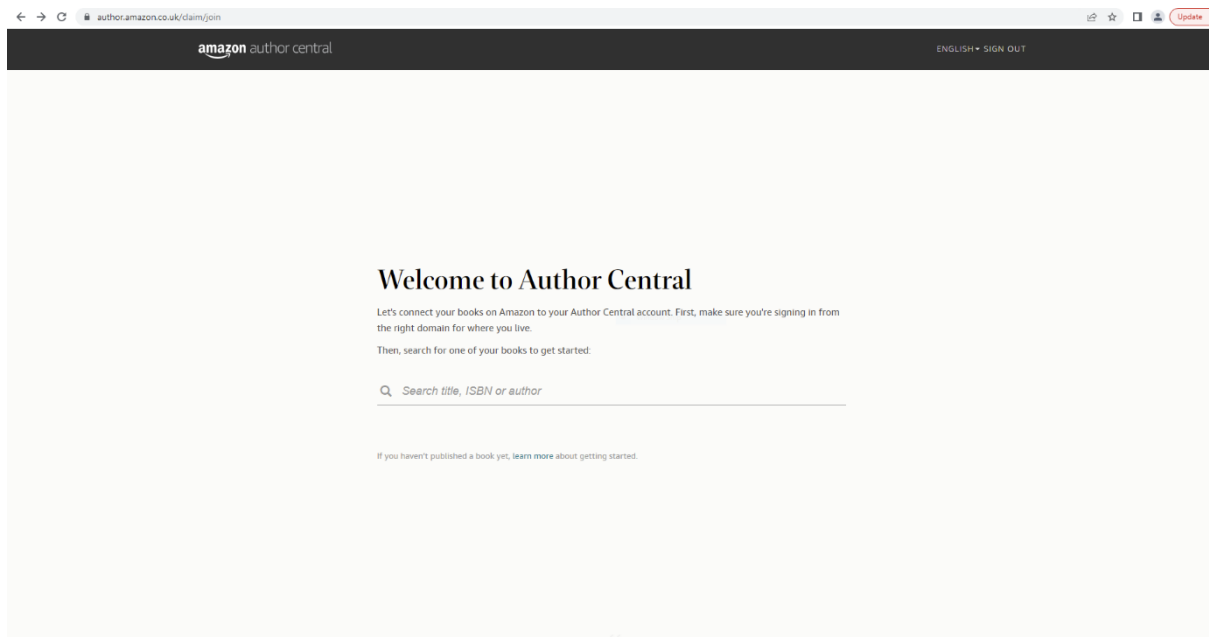 author.amazon.co.uk/claim/join
Update
amazon author central
ENGLISH SIGN OUT
Welcome to Author Central
Let's connect your books on Amazon to your Author Central account. First, make sure you're signing in from
the right domain for where you live.
Then, search for one of your books to get started:
Search title, ISBN or author
If you haven't published a book yet, learn more about getting started.